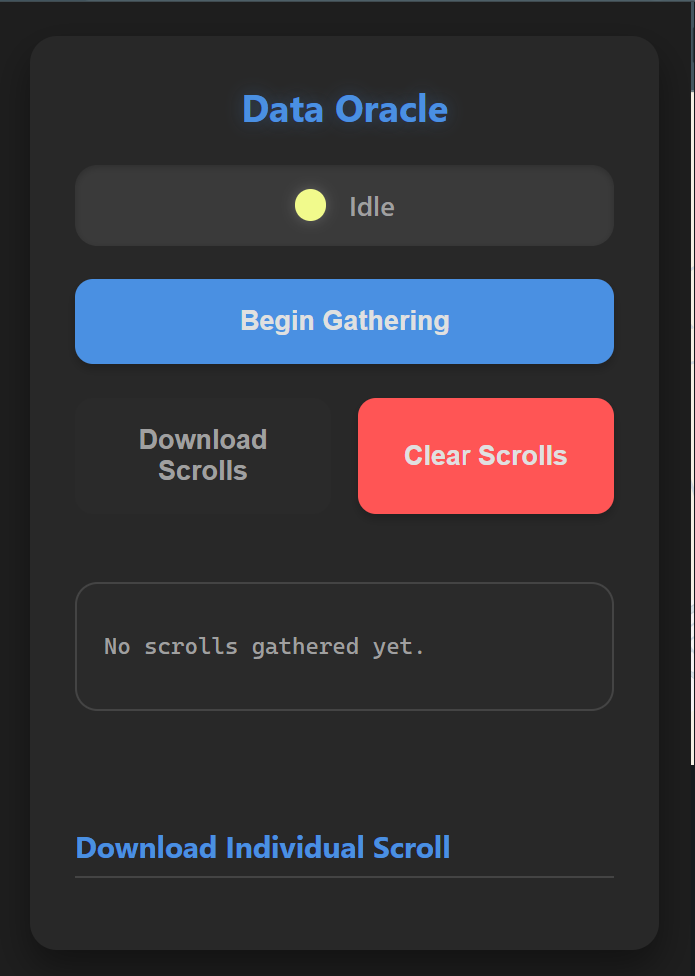 Data Oracle
Idle
Begin Gathering
Download
Scrolls
Clear Scrolls
No scrolls gathered yet.
Download Individual Scroll